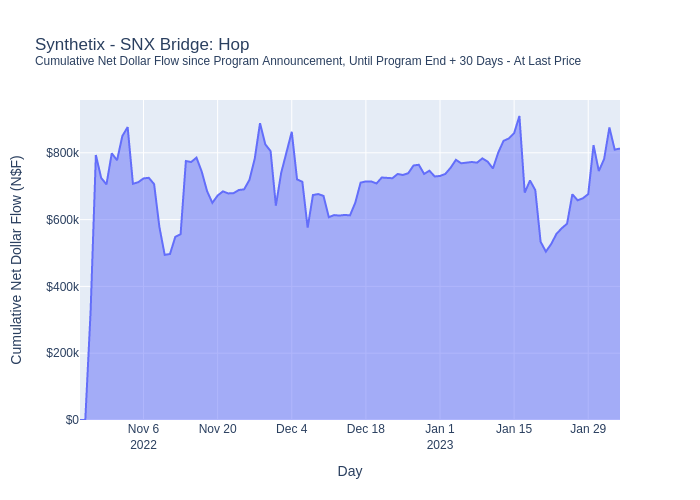 Synthetix - SNX Bridge: Hop
Cumulative Net Dollar Flow since Program Announcement, Until Program End + 30 Days - At Last Price
Cumulative Net Dollar Flow (N$F)
$800k
$600k
$400k
$200k
$0
Nov 6
2022
Nov 20
Dec 4
Dec 18
Jan 1
2023
Jan 15
Jan 29
Day